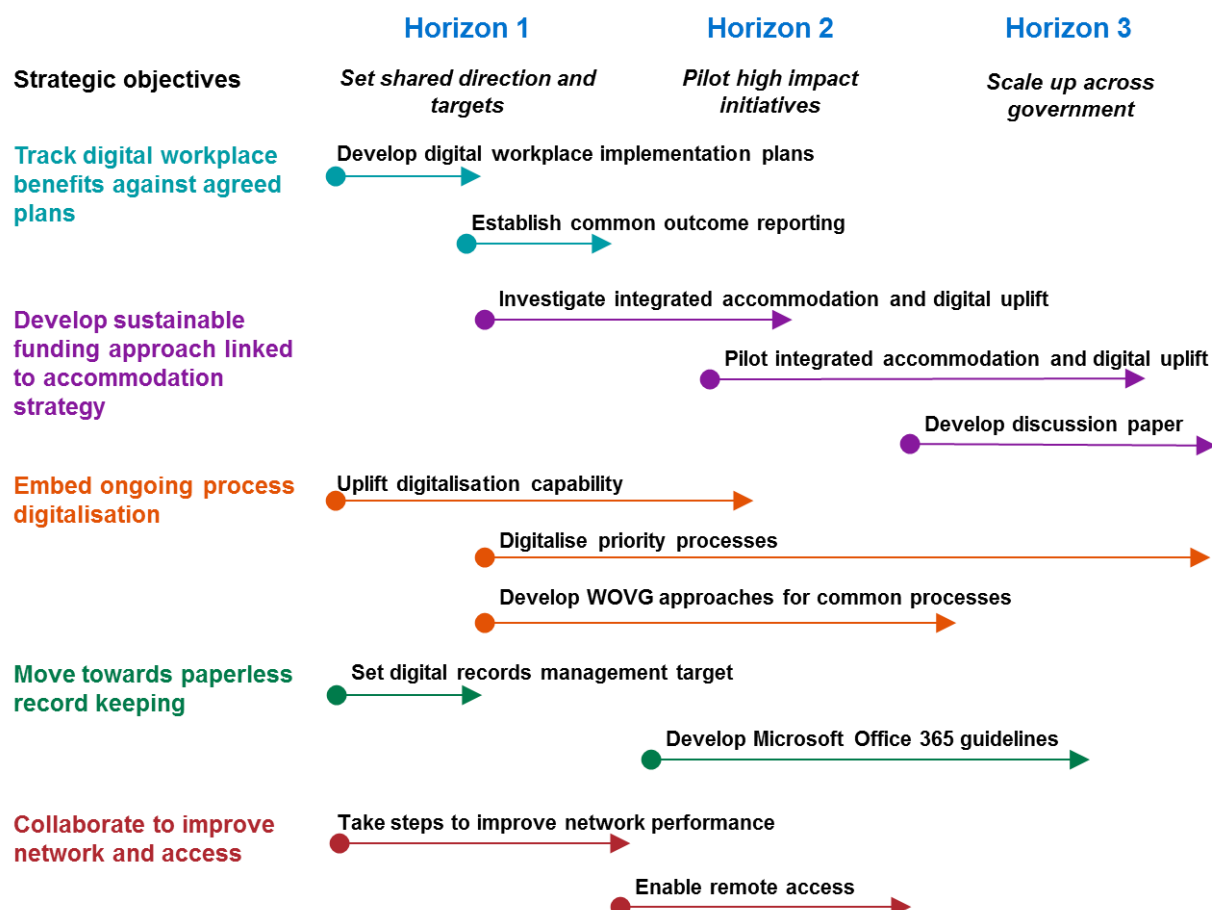 Horizon 1
Horizon 2
Horizon 3
Strategic objectives
Set shared direction and
targets
Pilot high impact
initiatives
Scale up across
government
Track digital workplace
benefits against agreed
plans
Develop digital workplace implementation plans
Establish common outcome reporting
Develop sustainable
funding approach linked
to accommodation
strategy
Investigate integrated accommodation and digital uplift
Pilot integrated accommodation and digital uplift
Develop discussion paper
Embed ongoing process
digitalisation
Uplift digitalisation capability
Digitalise priority processes
Develop WOVG approaches for common processes
Move towards paperless
record keeping
Set digital records management target
Develop Microsoft Office 365 guidelines
Collaborate to improve
network and access
Take steps to improve network performance
Enable remote access